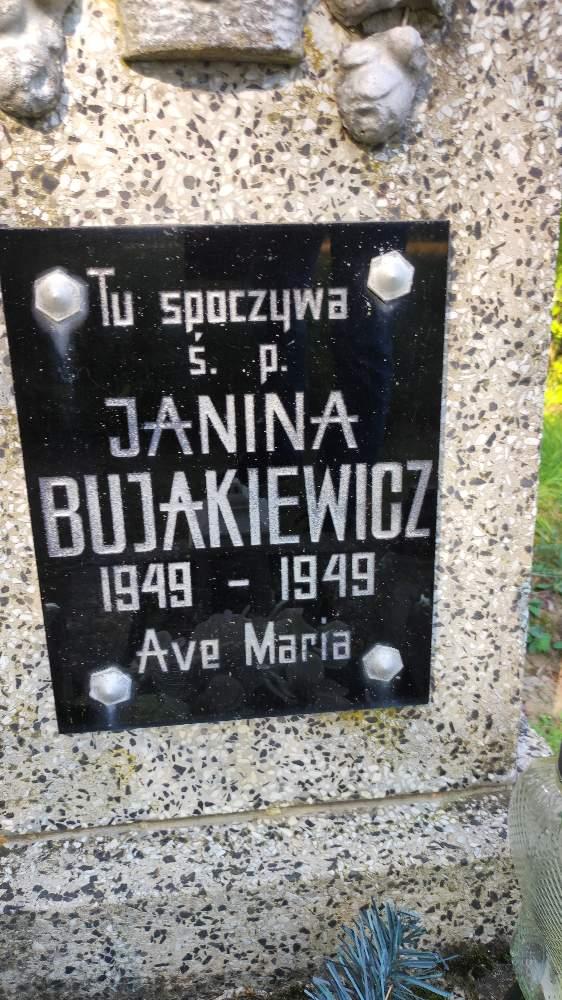 Tu spoczywa
ś. p.
JANINA
BUJAKIEWICZ
1949 - 1949
Ave Maria